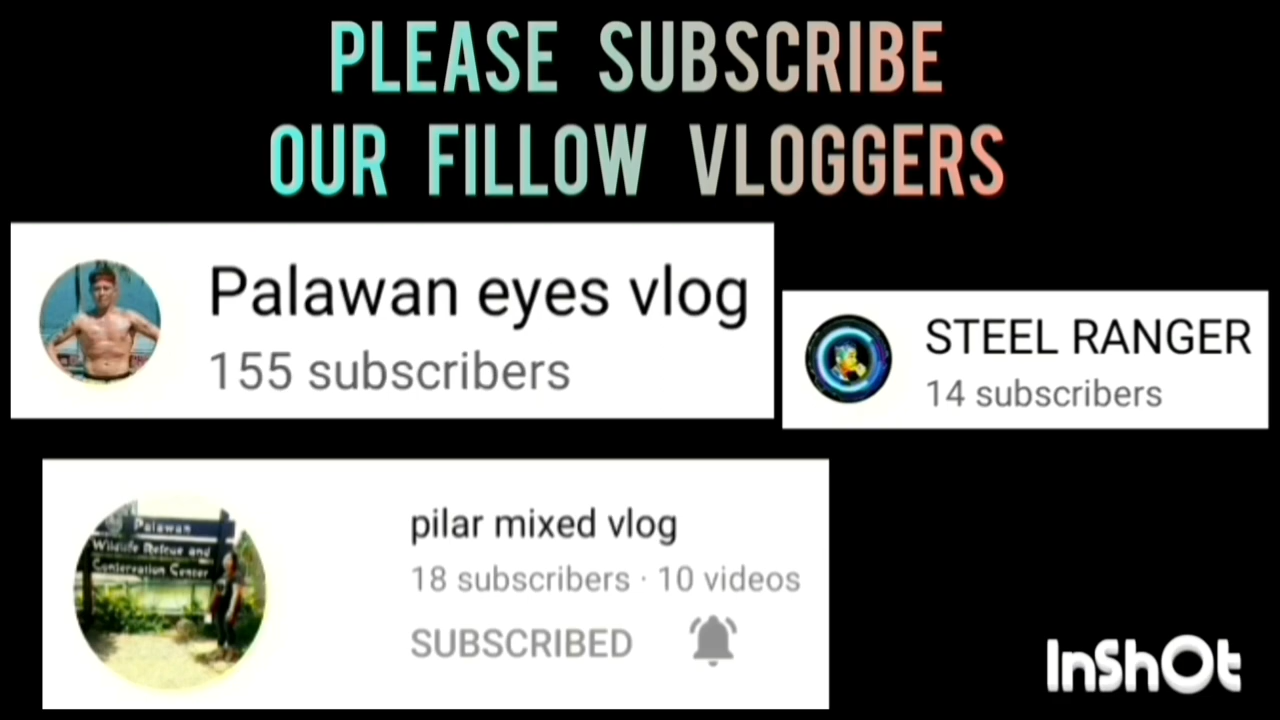 PLEASE SUBSCRIBE
OUR FILLOW VLOGGERS
Palawan eyes vlog
155 subscribers
STEEL RANGER
14 subscribers
pilar mixed vlog
18 subscribers · 10 videos
SUBSCRIBED
Palawan
Wildlife Rescue and
Conservation Center
InShOt